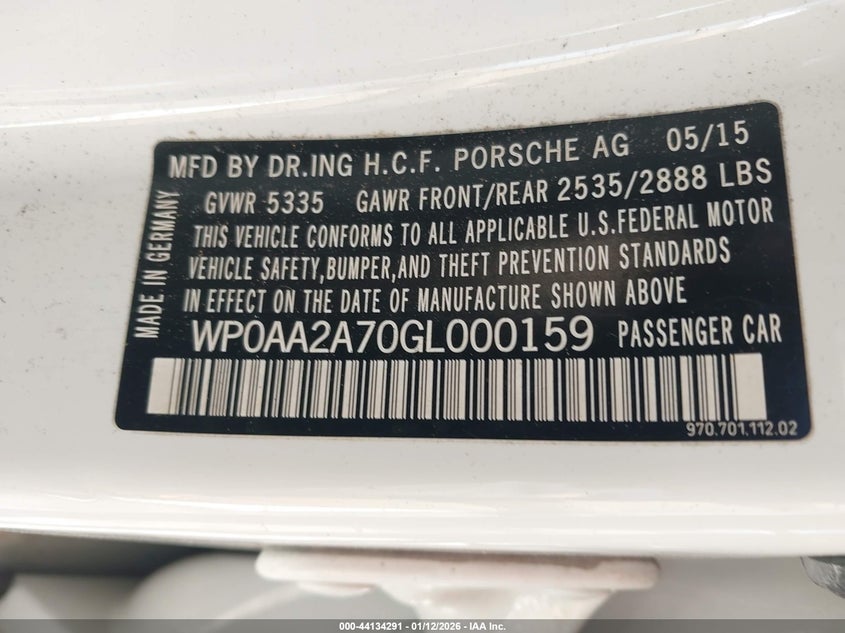 MFD BY DR.ING H.C.F. PORSCHE AG 05/15
GVWR 5335 GAWR FRONT/REAR 2535/2888 LBS
THIS VEHICLE CONFORMS TO ALL APPLICABLE U.S.FEDERAL MOTOR
VEHICLE SAFETY,BUMPER,AND THEFT PREVENTION STANDARDS
IN EFFECT ON THE DATE OF MANUFACTURE SHOWN ABOVE
WP0AA2A70GL000159 PASSENGER CAR
MADE IN GERMANY
970.701.112.02
000-44134291 - 01/12/2026 - IAA Inc.